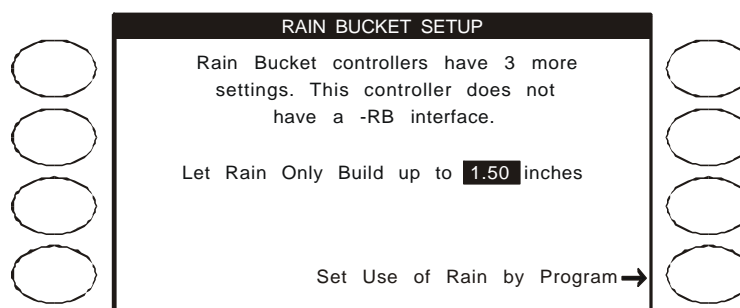 RAIN BUCKET SETUP
Rain Bucket controllers have 3 more
settings. This controller does not
have a -RB interface.
Let Rain Only Build up to 1.50 inches
Set Use of Rain by Program→